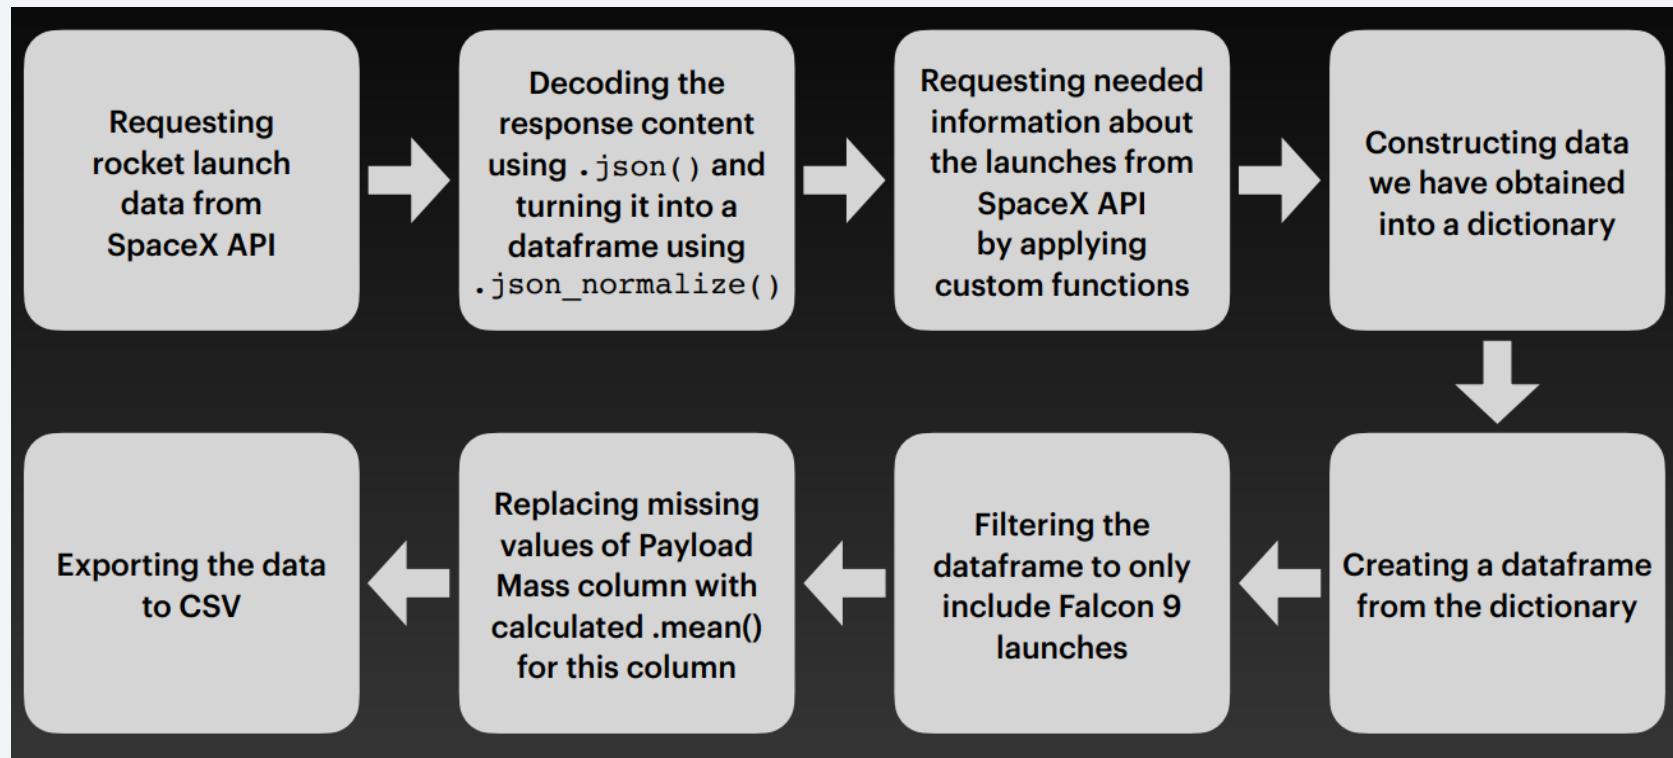 Requesting
rocket launch
data from
SpaceX API
Decoding the
response content
using .json() and
turning it into a
dataframe using
.json_normalize()
Requesting needed
information about
the launches from
SpaceX API
by applying
custom functions
Constructing data
we have obtained
into a dictionary
Creating a dataframe
from the dictionary
Filtering the
dataframe to only
include Falcon 9
launches
Replacing missing
values of Payload
Mass column with
calculated .mean()
for this column
Exporting the data
to CSV